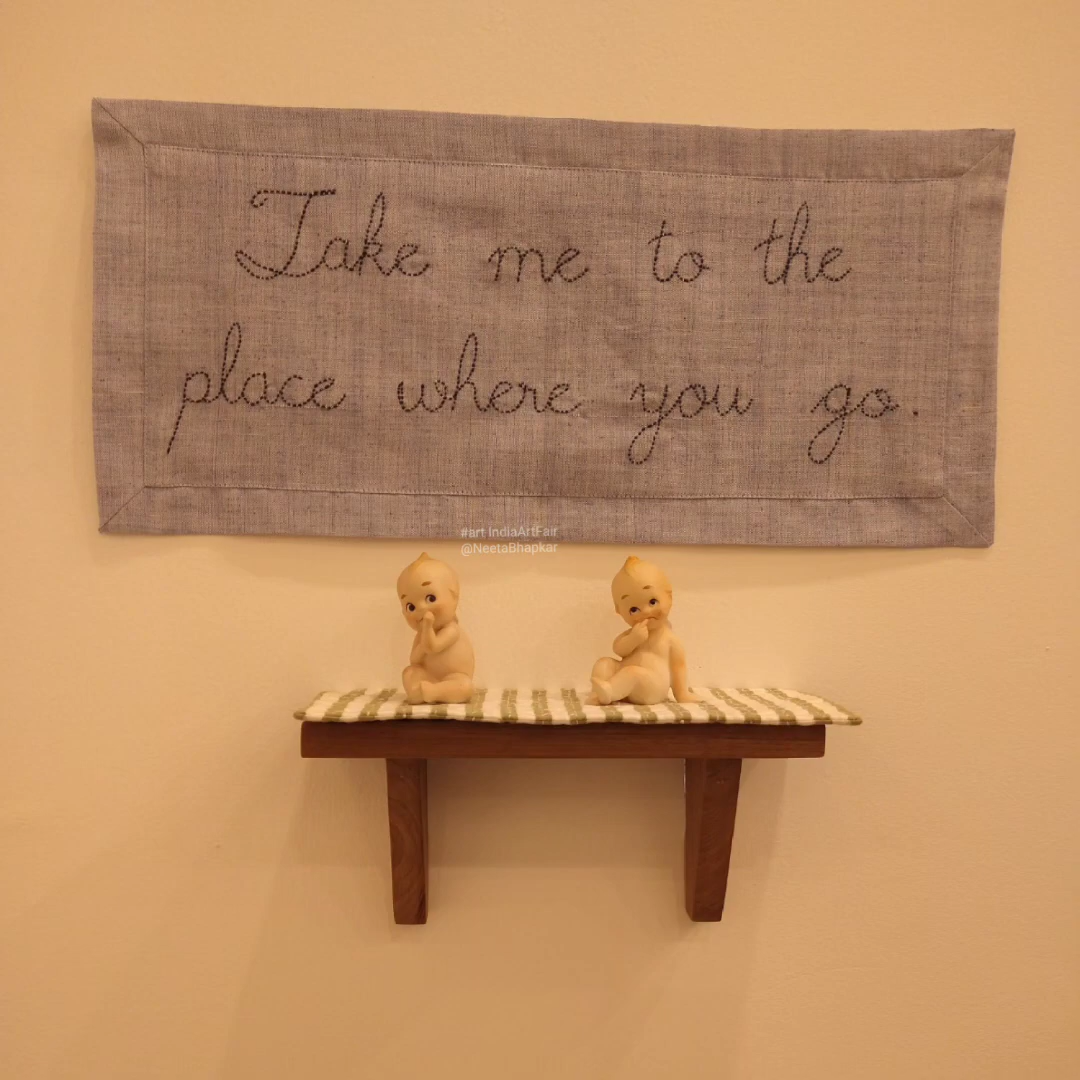 Take me to the
place where you go.
#art IndiaArtFair
@NeetaBhapkar